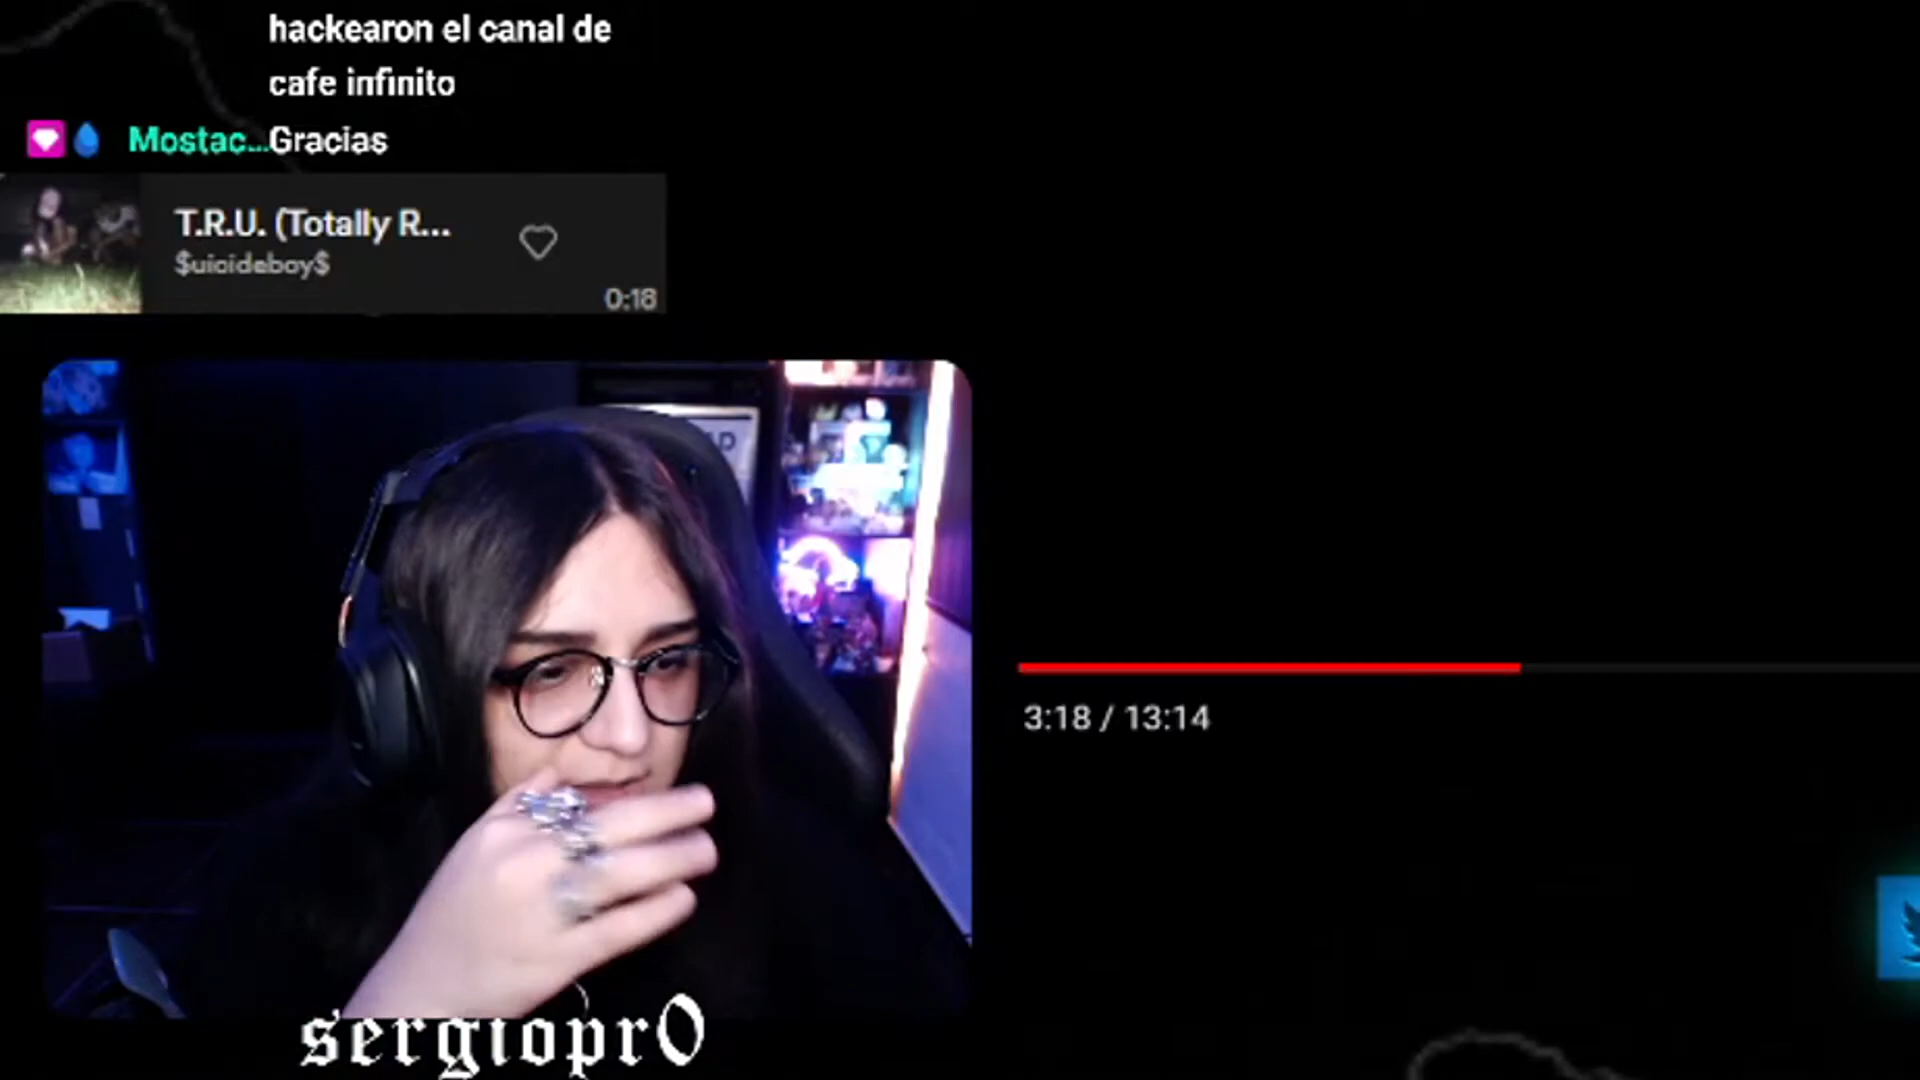 hackearon el canal de
cafe infinito
Mostac...Gracias
T.R.U. (Totally R...
$uicideboy$
0:18
3:18 / 13:14
sergiopr0